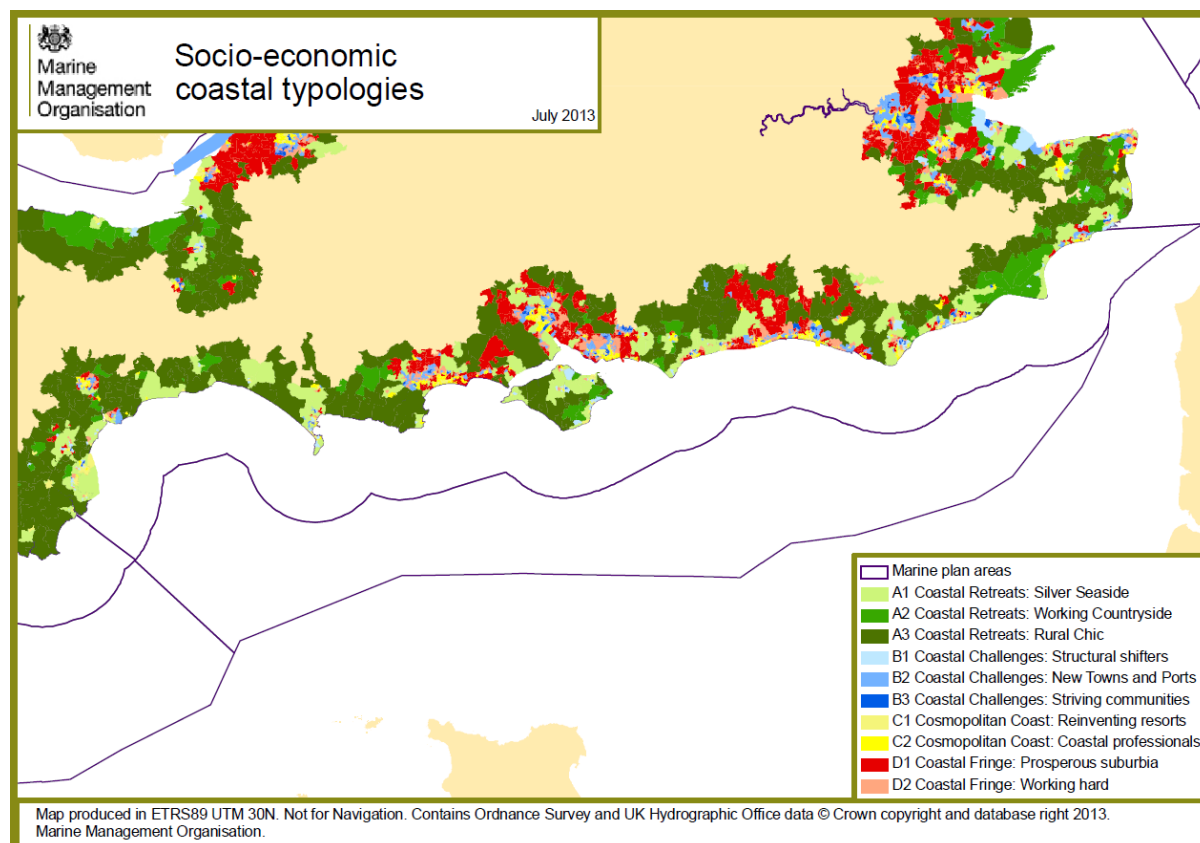 Marine
Management
Organisation
Socio-economic
coastal typologies
July 2013
Marine plan areas
A1 Coastal Retreats: Silver Seaside
A2 Coastal Retreats: Working Countryside
A3 Coastal Retreats: Rural Chic
B1 Coastal Challenges: Structural shifters
B2 Coastal Challenges: New Towns and Ports
B3 Coastal Challenges: Striving communities
C1 Cosmopolitan Coast: Reinventing resorts
C2 Cosmopolitan Coast: Coastal professionals
D1 Coastal Fringe: Prosperous suburbia
D2 Coastal Fringe: Working hard
Map produced in ETRS89 UTM 30N. Not for Navigation. Contains Ordnance Survey and UK Hydrographic Office data © Crown copyright and database right 2013.
Marine Management Organisation.